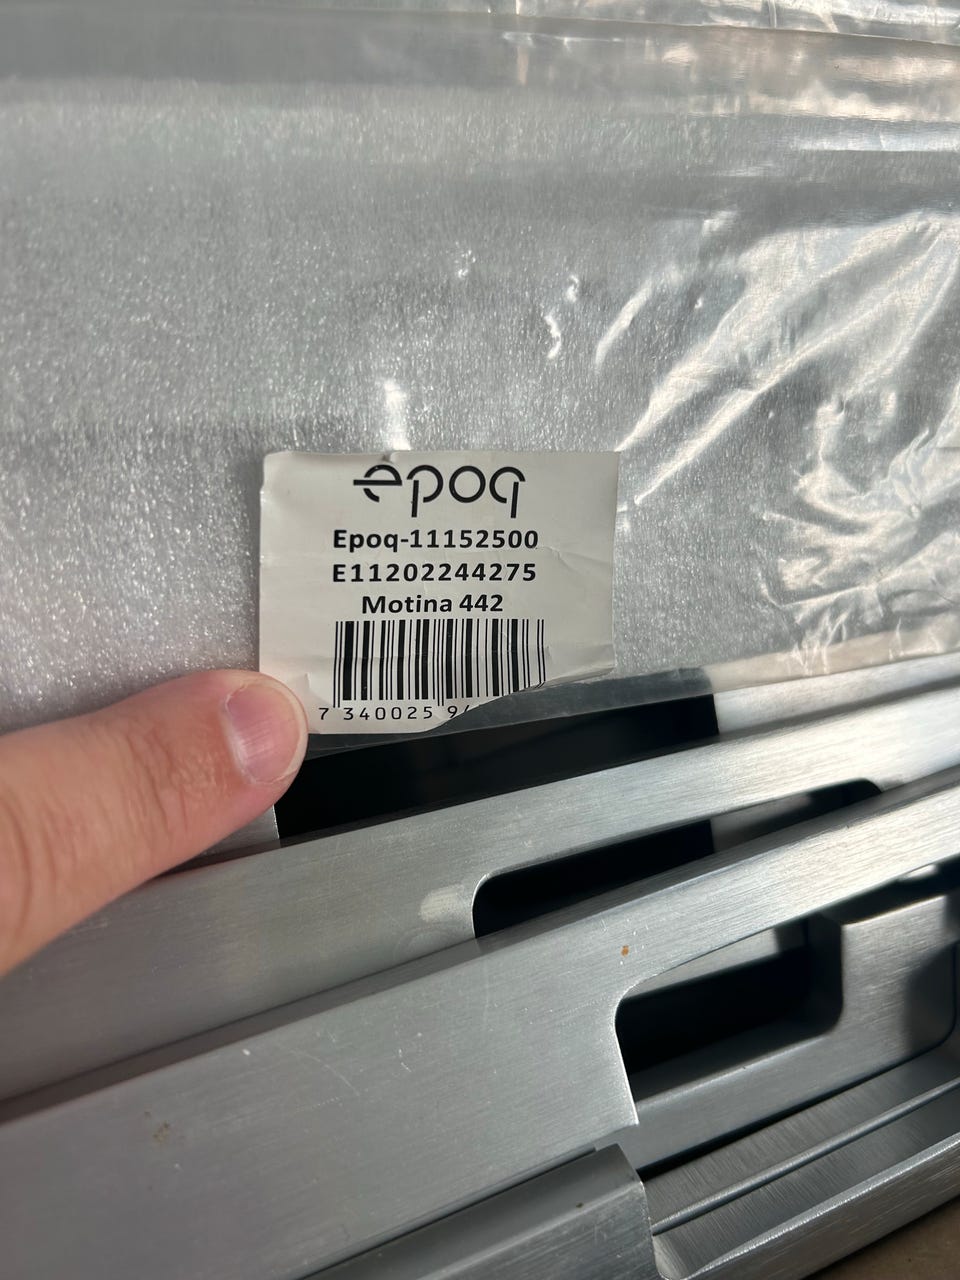 epoq
Epoq-11152500
E11202244275
Motina 442
7 340025 9